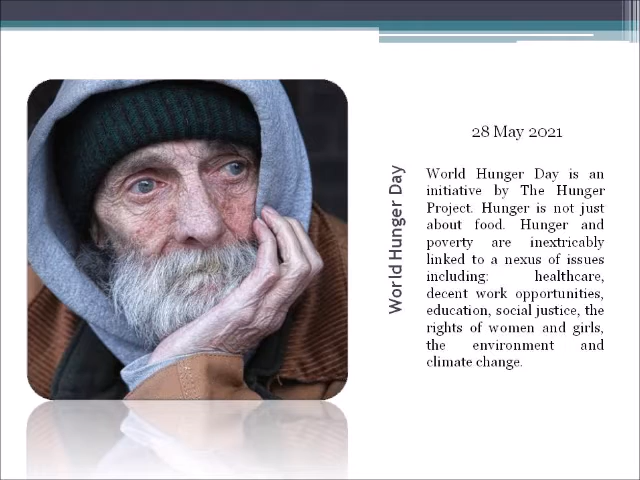 28 May 2021
World Hunger Day
World Hunger Day is an
initiative by The Hunger
Project. Hunger is not just
about food. Hunger and
poverty are inextricably
linked to a nexus of issues
including: healthcare,
decent work opportunities,
education, social justice, the
rights of women and girls,
the environment and
climate change.